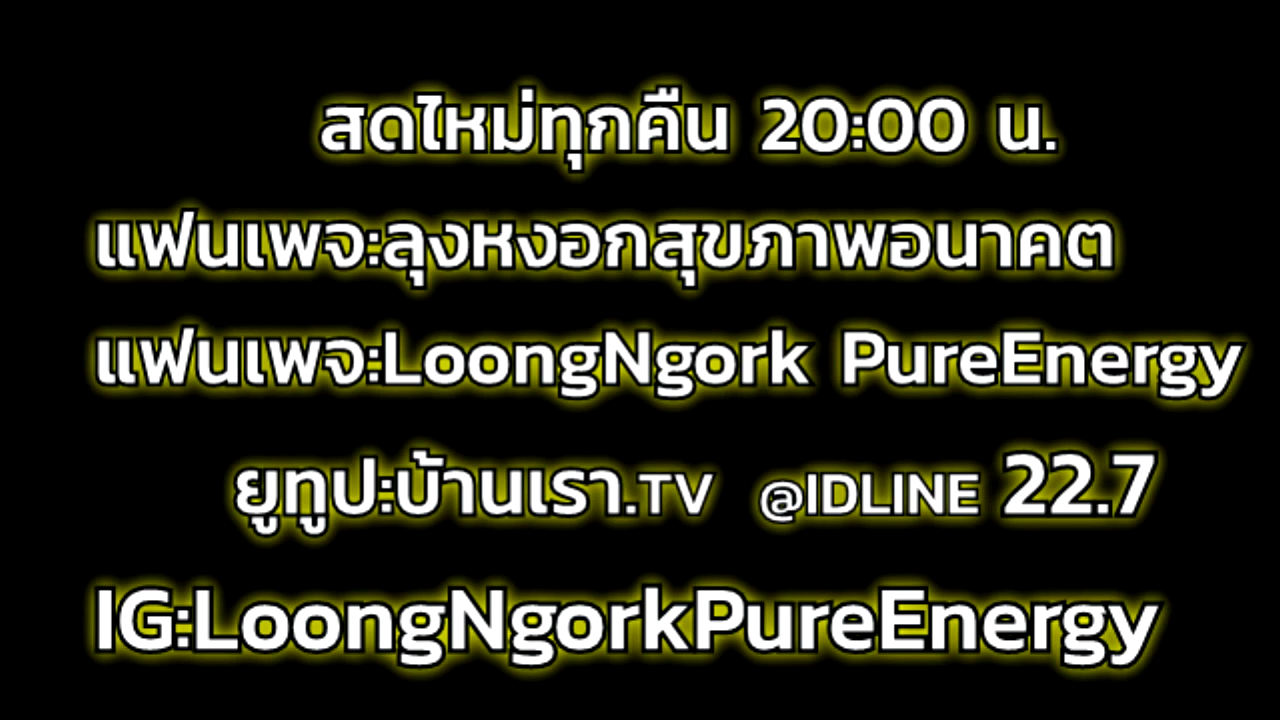 สดใหม่ทุกคืน 20:00 น.
แฟนเพจ:ลุงหงอกสุขภาพอนาคต
แฟนเพจ:LoongNgork PureEnergy
ยูทูป:บ้านเรา.TV @IDLINE 22.7
IG:LoongNgorkPureEnergy